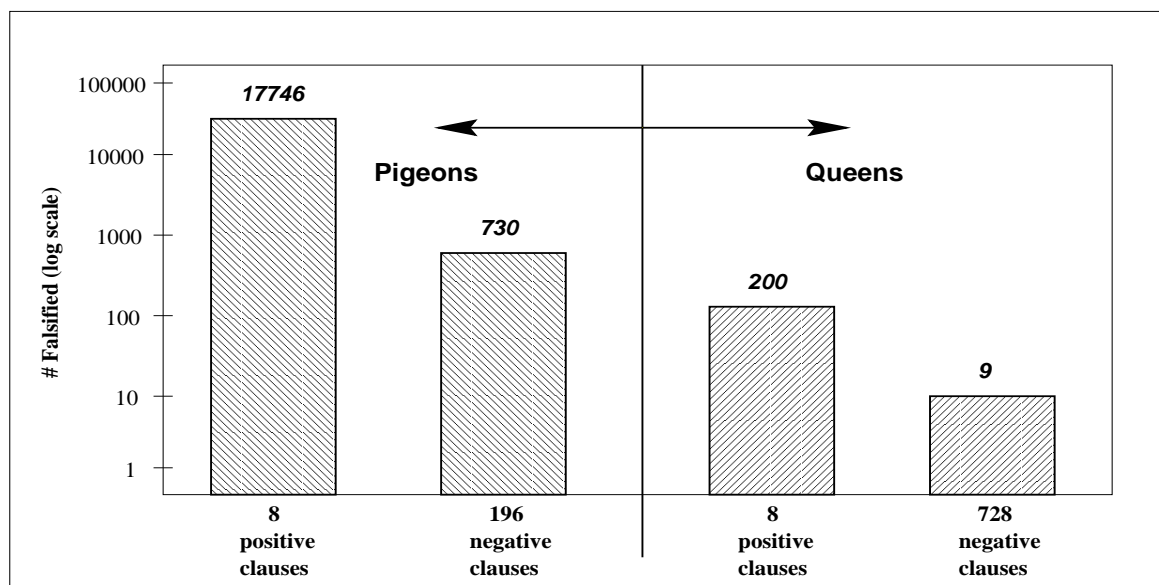 100000
10000
1000
100
10
1
# Falsified (log scale)
17746
730
200
9
Pigeons
Queens
8
positive
clauses
196
negative
clauses
8
positive
clauses
728
negative
clauses